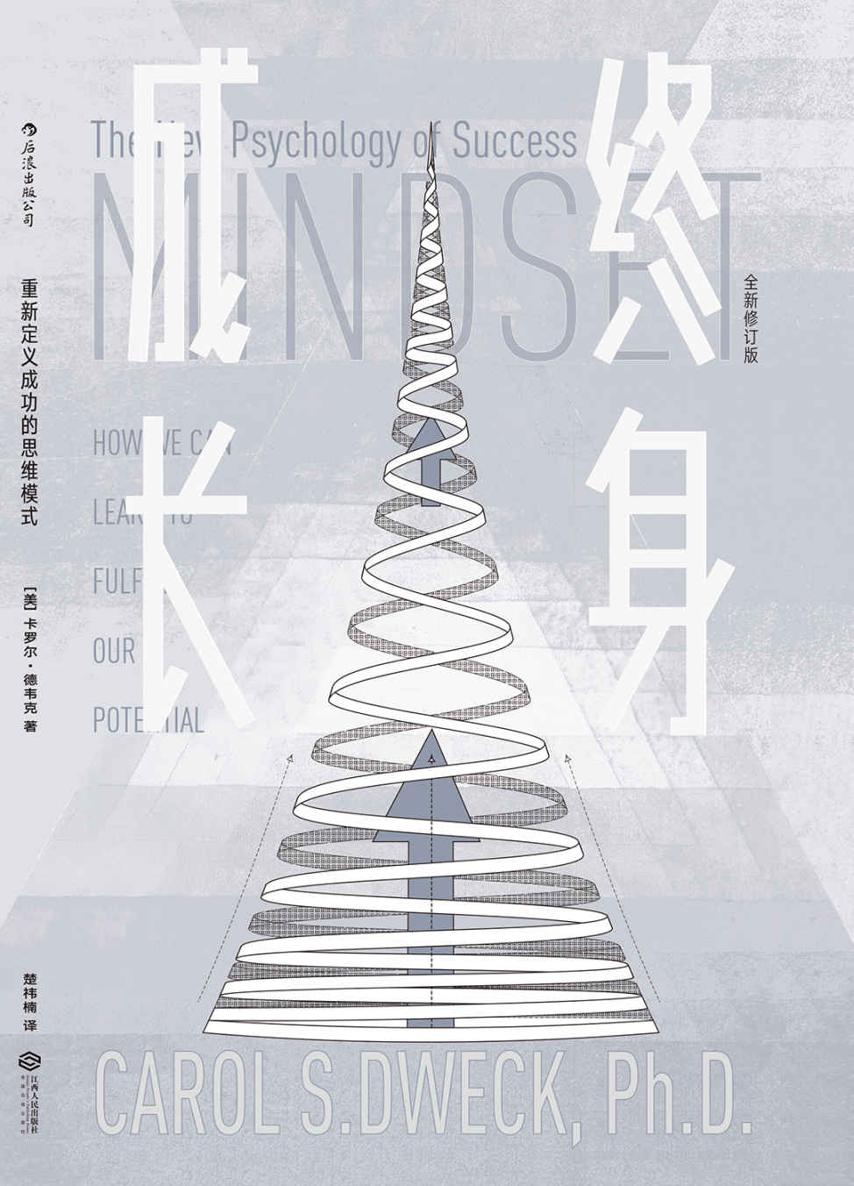 终身
成长
全新修订版
The New Psychology of Success
MINDSET
HOW WE CAN
LEARN TO
FULFILL
OUR
POTENTIAL
后浪出版公司
重新定义成功的思维模式
[美] 卡罗尔·德韦克 著
楚祎楠 译
江西人民出版社
CAROL S.DWECK, Ph.D.